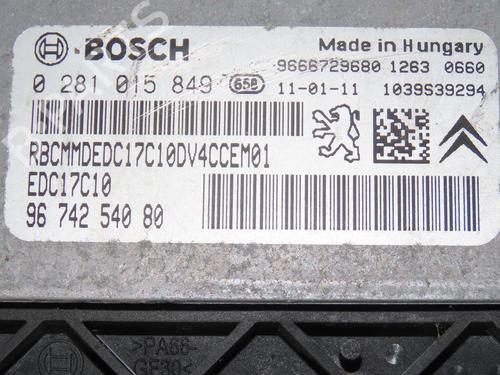 BOSCH
Made in Hungary
9666729680 1263 0660
0 281 015 849 658 11-01-11 1039S39294
RBCMMDEDC17C10DV4CCEM01
EDC17C10
96 742 540 80
>PA66-
GF30<